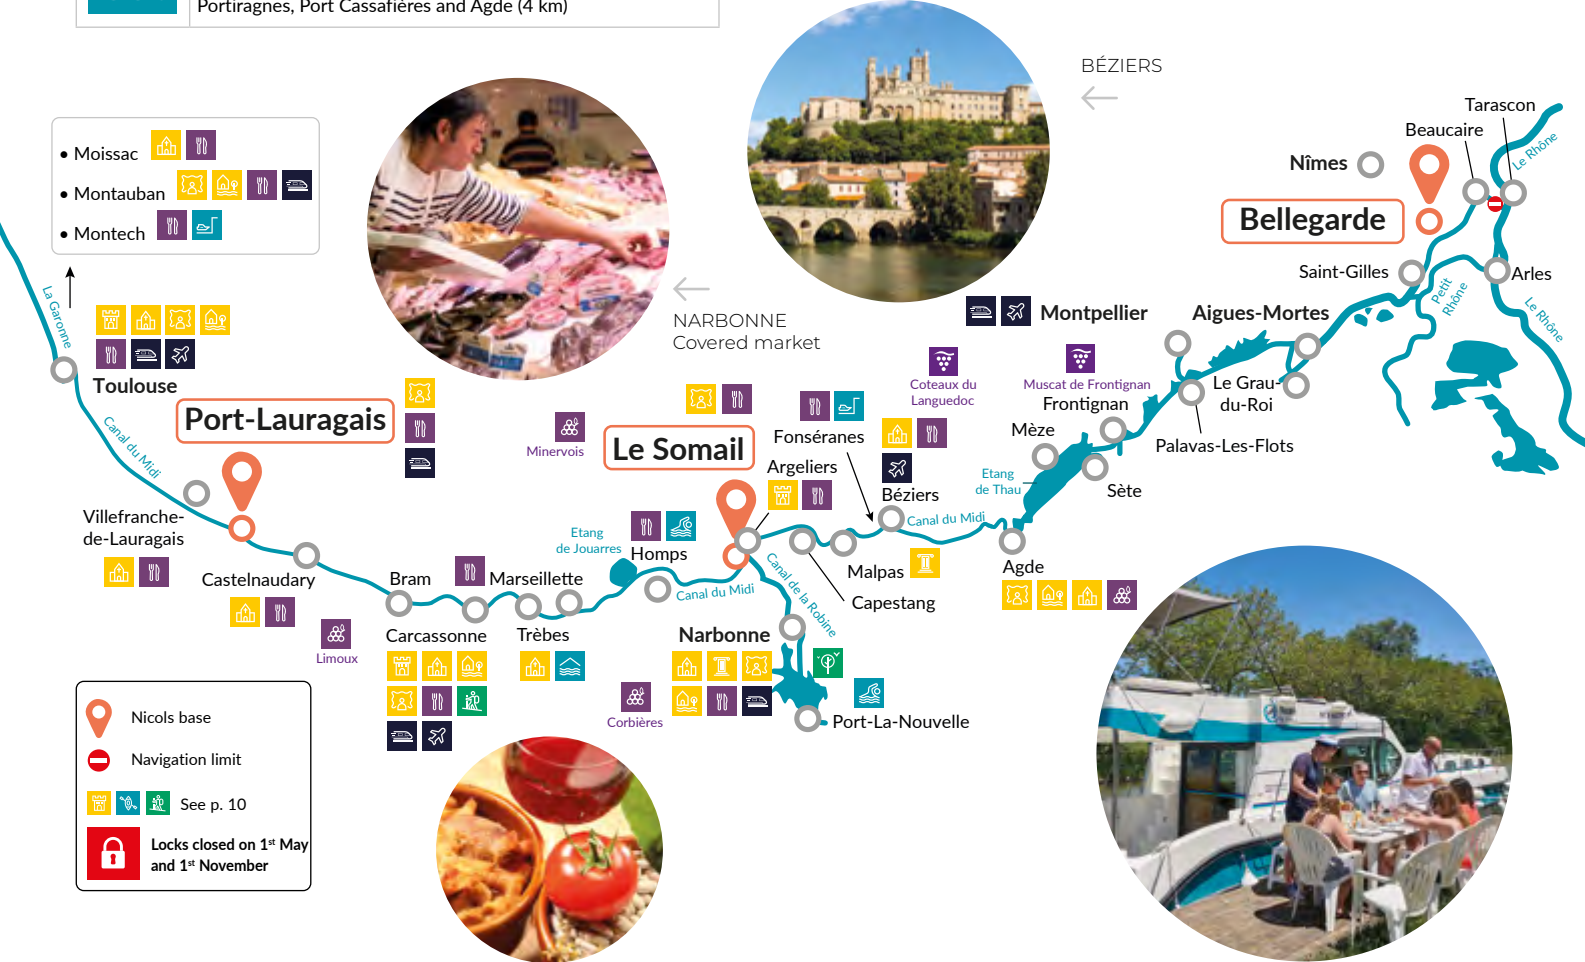 Portiragnes, Port Cassafières and Agde (4 km)
BÉZIERS
NARBONNE
Covered market
• Moissac
• Montauban
• Montech
La Garonne
Toulouse
Canal du Midi
Port-Lauragais
Villefranche-
de-Lauragais
Castelnaudary
Limoux
Bram
Carcassonne
Marseillette
Trèbes
Minervois
Etang
de Jouarres
Homps
Canal du Midi
Le Somail
Argeliers
Fonséranes
Béziers
Canal du Midi
Malpas
Capestang
Canal de la Robine
Narbonne
Corbières
Port-La-Nouvelle
Coteaux du
Languedoc
Montpellier
Muscat de Frontignan
Frontignan
Mèze
Etang
de Thau
Sète
Agde
Palavas-Les-Flots
Aigues-Mortes
Le Grau-
du-Roi
Saint-Gilles
Bellegarde
Nîmes
Beaucaire
Tarascon
Le Rhône
Arles
Petit
Rhône
Le Rhône
Nicols base
Navigation limit
See p. 10
Locks closed on 1st May
and 1st November